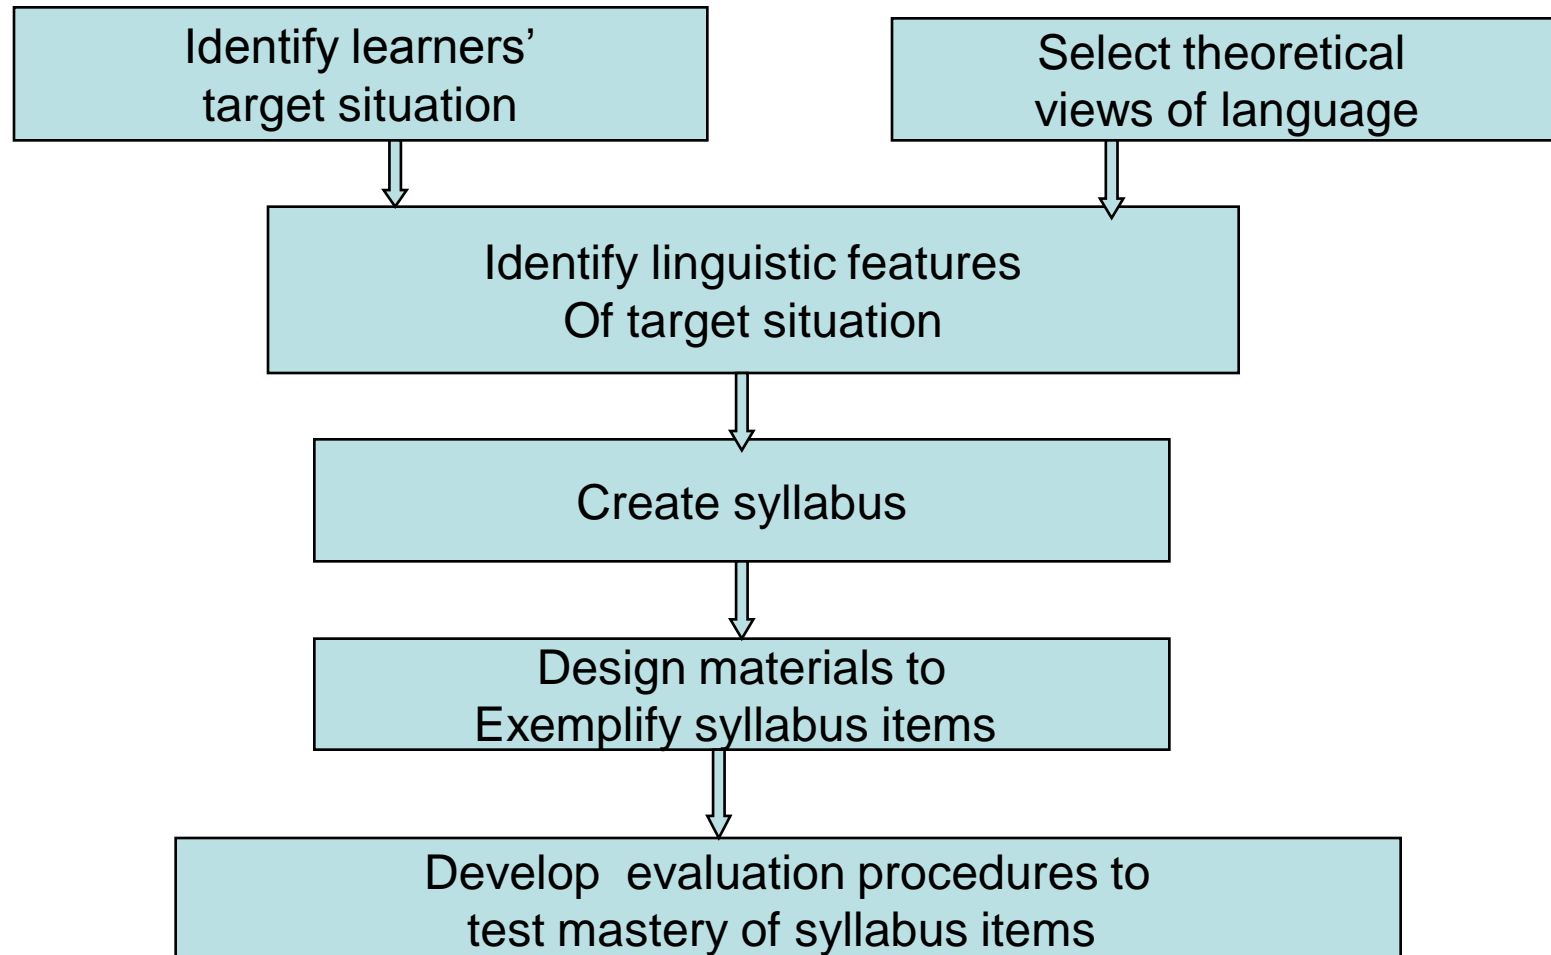 Identify learners’
target situation
Select theoretical
views of language
Identify linguistic features
Of target situation
Create syllabus
Design materials to
Exemplify syllabus items
Develop  evaluation procedures to
test mastery of syllabus items